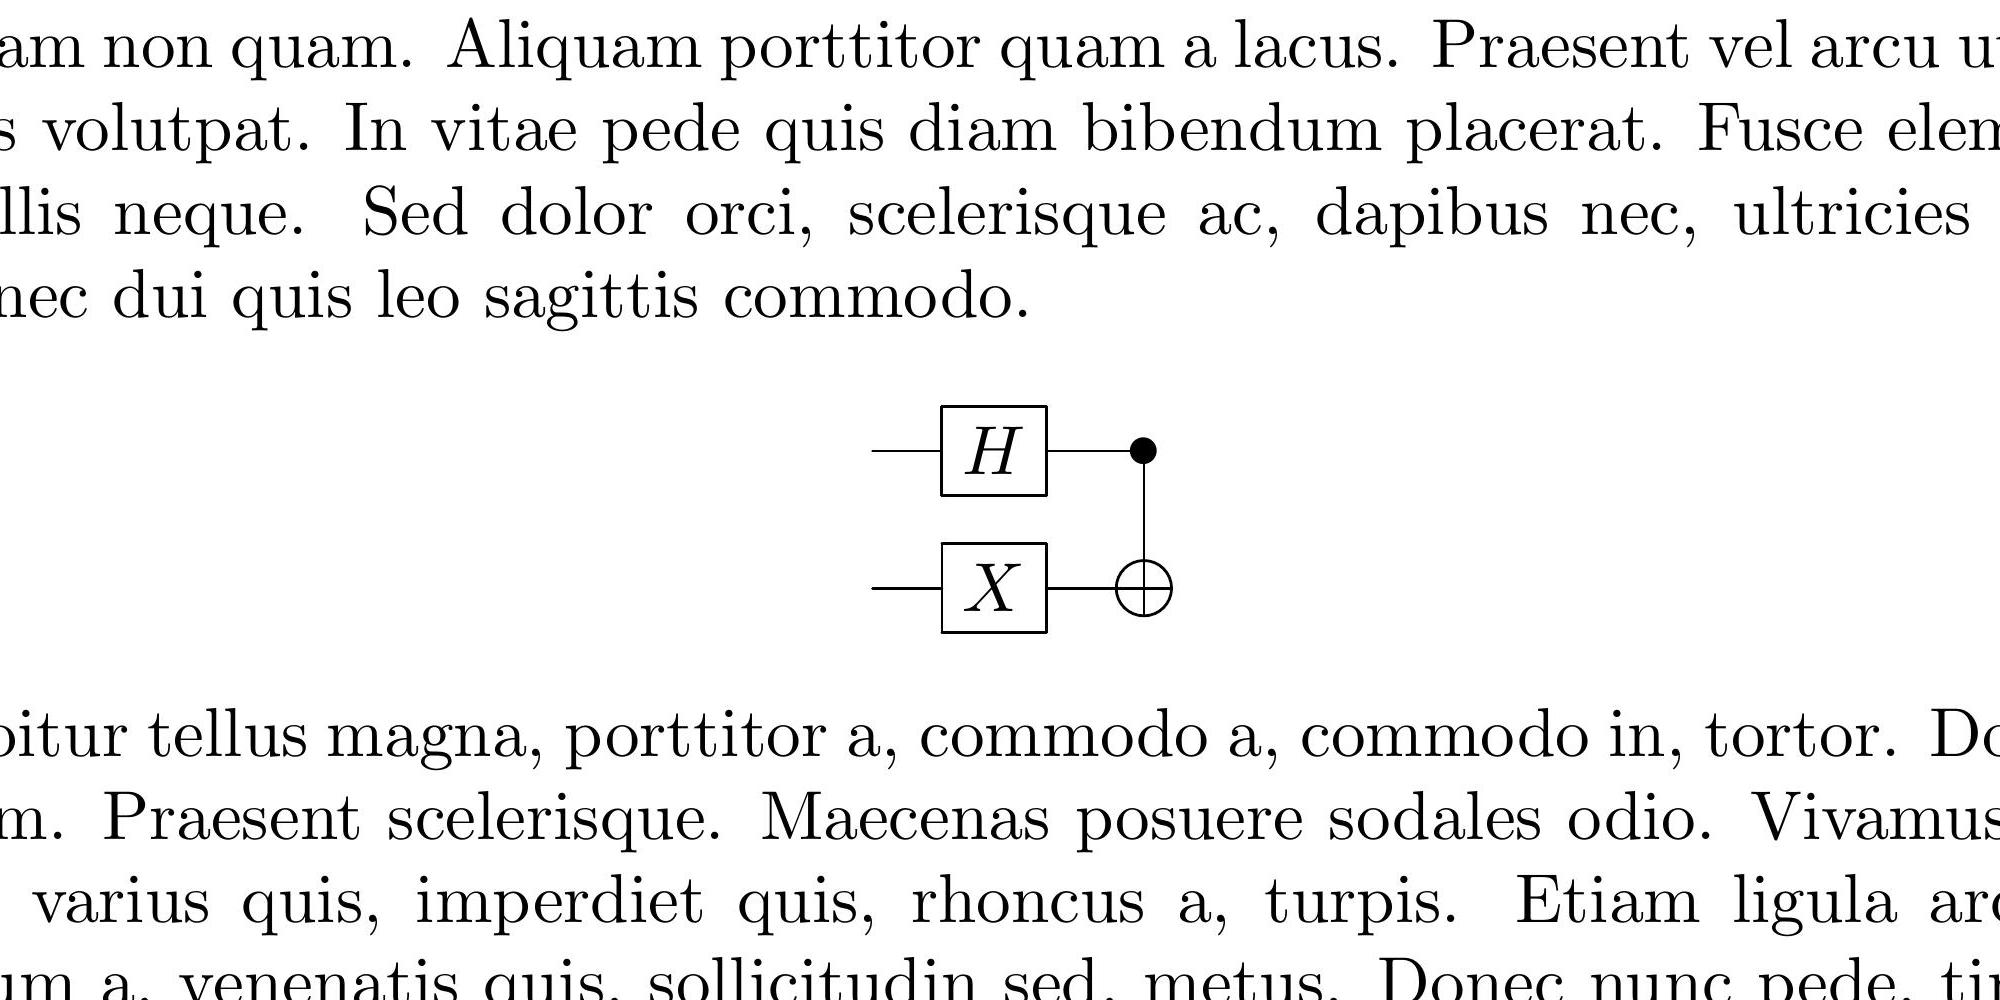 am non quam. Aliquam porttitor quam a lacus. Praesent vel arcu u
s volutpat. In vitae pede quis diam bibendum placerat. Fusce elem
llis neque. Sed dolor orci, scelerisque ac, dapibus nec, ultricies
nec dui quis leo sagittis commodo.
H
X
bitur tellus magna, porttitor a, commodo a, commodo in, tortor. Do
m. Praesent scelerisque. Maecenas posuere sodales odio. Vivamus
varius quis, imperdiet quis, rhoncus a, turpis. Etiam ligula arc
um a, venenatis quis, sollicitudin sed, metus. Donec nunc pede, tin